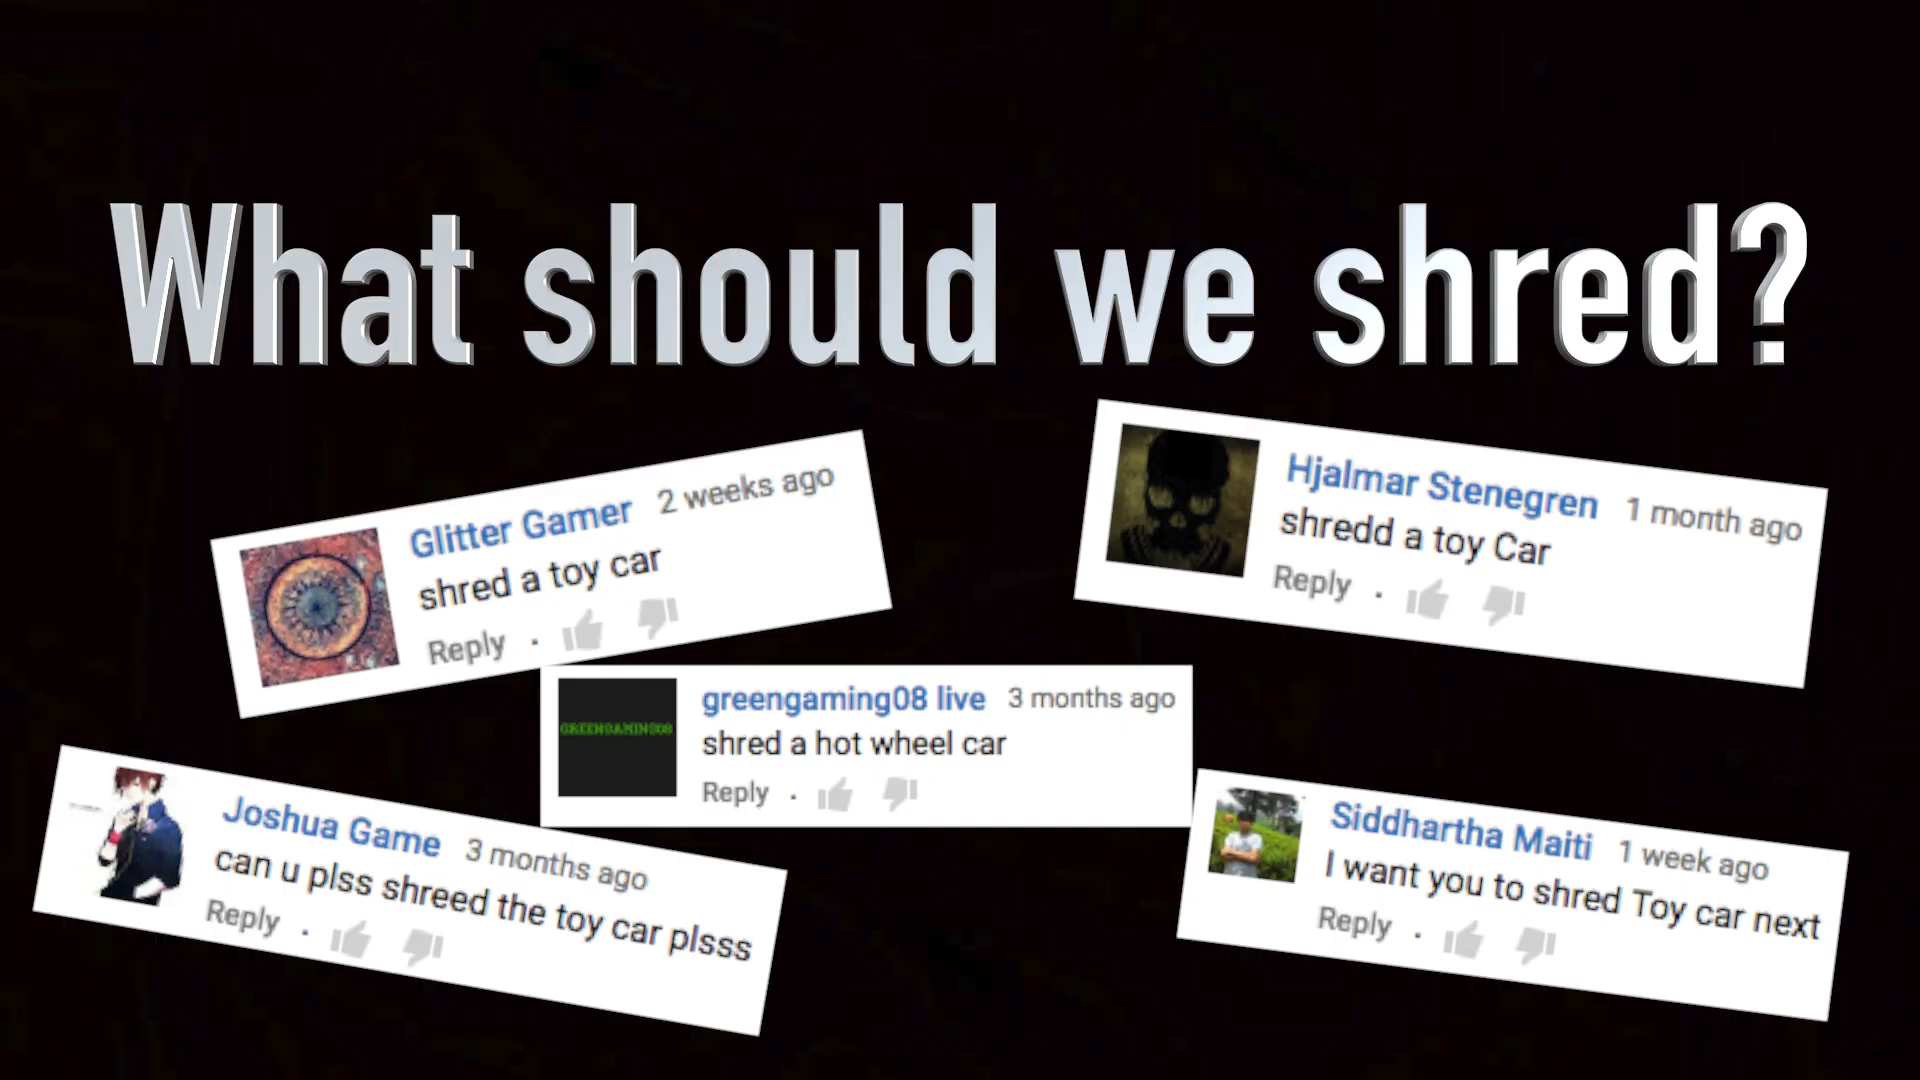 What should we shred?
Glitter Gamer 2 weeks ago
shred a toy car
Reply .
Hjalmar Stenegren 1 month ago
shredd a toy Car
Reply .
GREENGAMING08
greengaming08 live 3 months ago
shred a hot wheel car
Reply .
Joshua Game 3 months ago
can u plss shreed the toy car plsss
Reply .
Siddhartha Maiti 1 week ago
I want you to shred Toy car next
Reply .